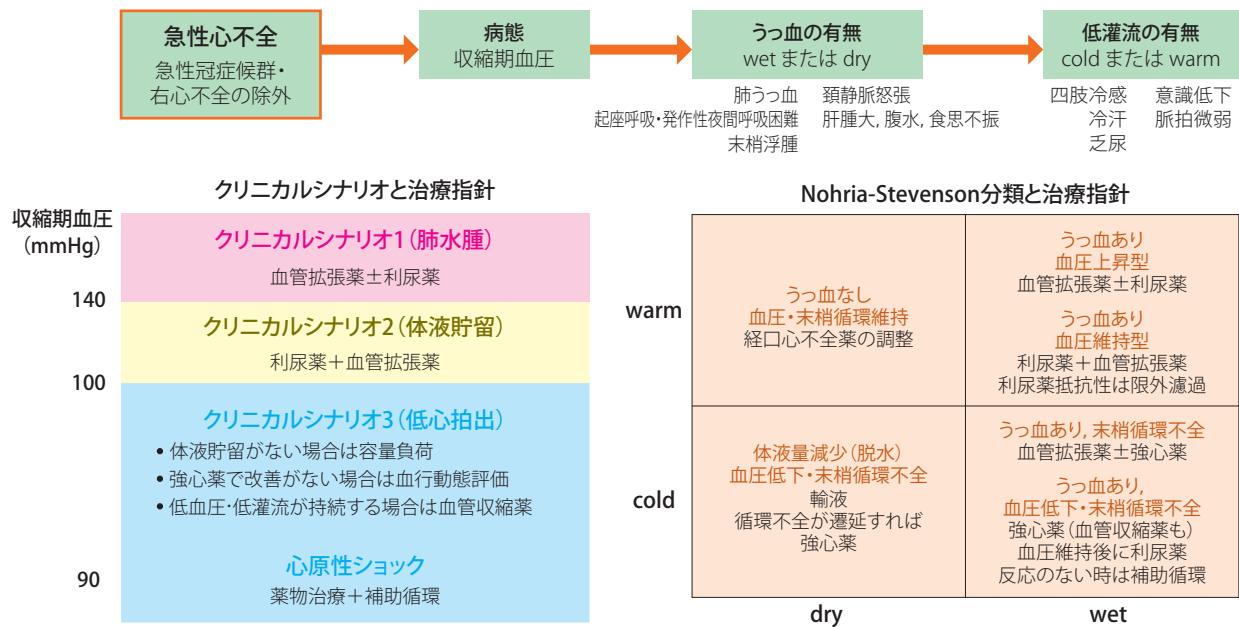 急性心不全
急性冠症候群・
右心不全の除外
病態
収縮期血圧
うっ血の有無
wet または dry
低灌流の有無
cold または warm
肺うっ血
起座呼吸・発作性夜間呼吸困難
末梢浮腫
頚静脈怒張
肝腫大, 腹水, 食思不振
四肢冷感
冷汗
乏尿
意識低下
脈拍微弱
クリニカルシナリオと治療指針
収縮期血圧
(mmHg)
クリニカルシナリオ1(肺水腫)
血管拡張薬±利尿薬
140
クリニカルシナリオ2(体液貯留)
利尿薬+血管拡張薬
100
クリニカルシナリオ3(低心拍出)
• 体液貯留がない場合は容量負荷
• 強心薬で改善がない場合は血行動態評価
• 低血圧・低灌流が持続する場合は血管収縮薬
心原性ショック
90
薬物治療+補助循環
Nohria-Stevenson分類と治療指針
warm
うっ血なし
血圧・末梢循環維持
経口心不全薬の調整
うっ血あり
血圧上昇型
血管拡張薬±利尿薬
うっ血あり
血圧維持型
利尿薬+血管拡張薬
利尿薬抵抗性は限外濾過
cold
体液量減少(脱水)
血圧低下・末梢循環不全
輸液
循環不全が遷延すれば
強心薬
うっ血あり, 末梢循環不全
血管拡張薬±強心薬
うっ血あり,
血圧低下・末梢循環不全
強心薬(血管収縮薬も)
血圧維持後に利尿薬
反応のない時は補助循環
dry
wet